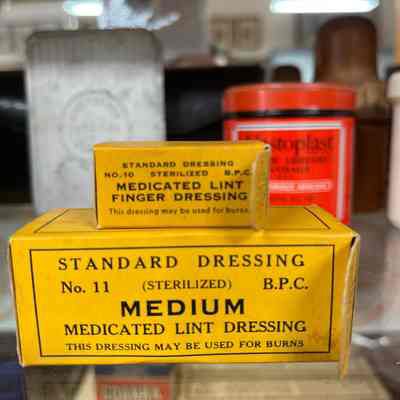 STANDARD DRESSING
NO. 10 STERILIZED B.P.C.
MEDICATED LINT
FINGER DRESSING
This dressing may be used for burns.
STANDARD DRESSING
No. 11 (STERILIZED) B.P.C.
MEDIUM
MEDICATED LINT DRESSING
THIS DRESSING MAY BE USED FOR BURNS